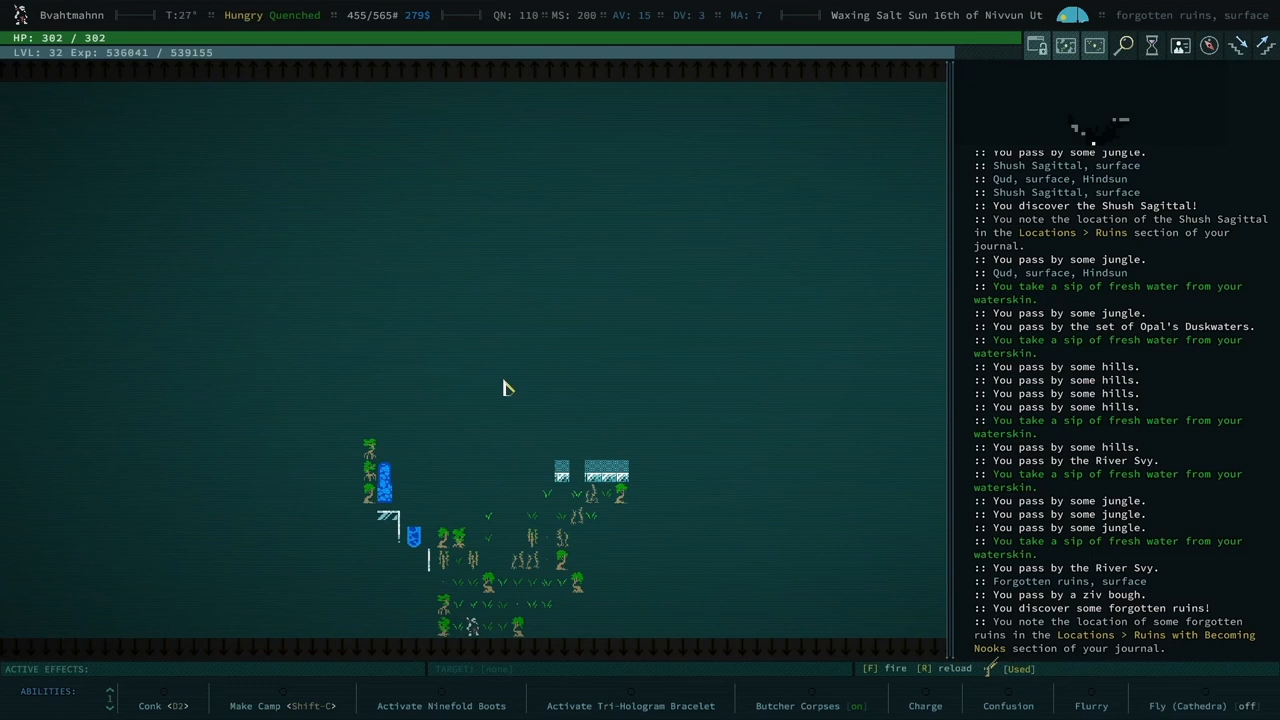 Bvahtmahn T:27° :: Hungry Quenched :: 455/565# 279$ QN: 110 :: MS: 200 :: AV: 15 :: DV: 3 :: MA: 7 Waxing Salt Sun 16th of Nivvun Ut :: forgotten ruins, surface
HP: 302 / 302
LVL: 32 Exp: 536041 / 539155
:: You pass by some jungle.
:: Shush Sagittal, surface
:: Qud, surface, Hindsun
:: Shush Sagittal, surface
:: You discover the Shush Sagittal!
:: You note the location of the Shush Sagittal
in the Locations > Ruins section of your
journal.
:: You pass by some jungle.
:: Qud, surface, Hindsun
:: You take a sip of fresh water from your
waterskin.
:: You pass by some jungle.
:: You pass by the set of Opal's Duskwaters.
:: You take a sip of fresh water from your
waterskin.
:: You pass by some hills.
:: You pass by some hills.
:: You pass by some hills.
:: You pass by some hills.
:: You take a sip of fresh water from your
waterskin.
:: You pass by some hills.
:: You pass by the River Svy.
:: You take a sip of fresh water from your
waterskin.
:: You pass by some jungle.
:: You pass by some jungle.
:: You pass by some jungle.
:: You take a sip of fresh water from your
waterskin.
:: You pass by the River Svy.
:: Forgotten ruins, surface
:: You pass by a ziv bough.
:: You discover some forgotten ruins!
:: You note the location of some forgotten
ruins in the Locations > Ruins with Becoming
Nooks section of your journal.
ACTIVE EFFECTS: TARGET: [none] [F] fire [R] reload [Used]
ABILITIES: 1 Conk <D2> Make Camp <Shift-C> Activate Ninefold Boots Activate Tri-Hologram Bracelet Butcher Corpses [on] Charge Confusion Flurry Fly (Cathedra) [off]